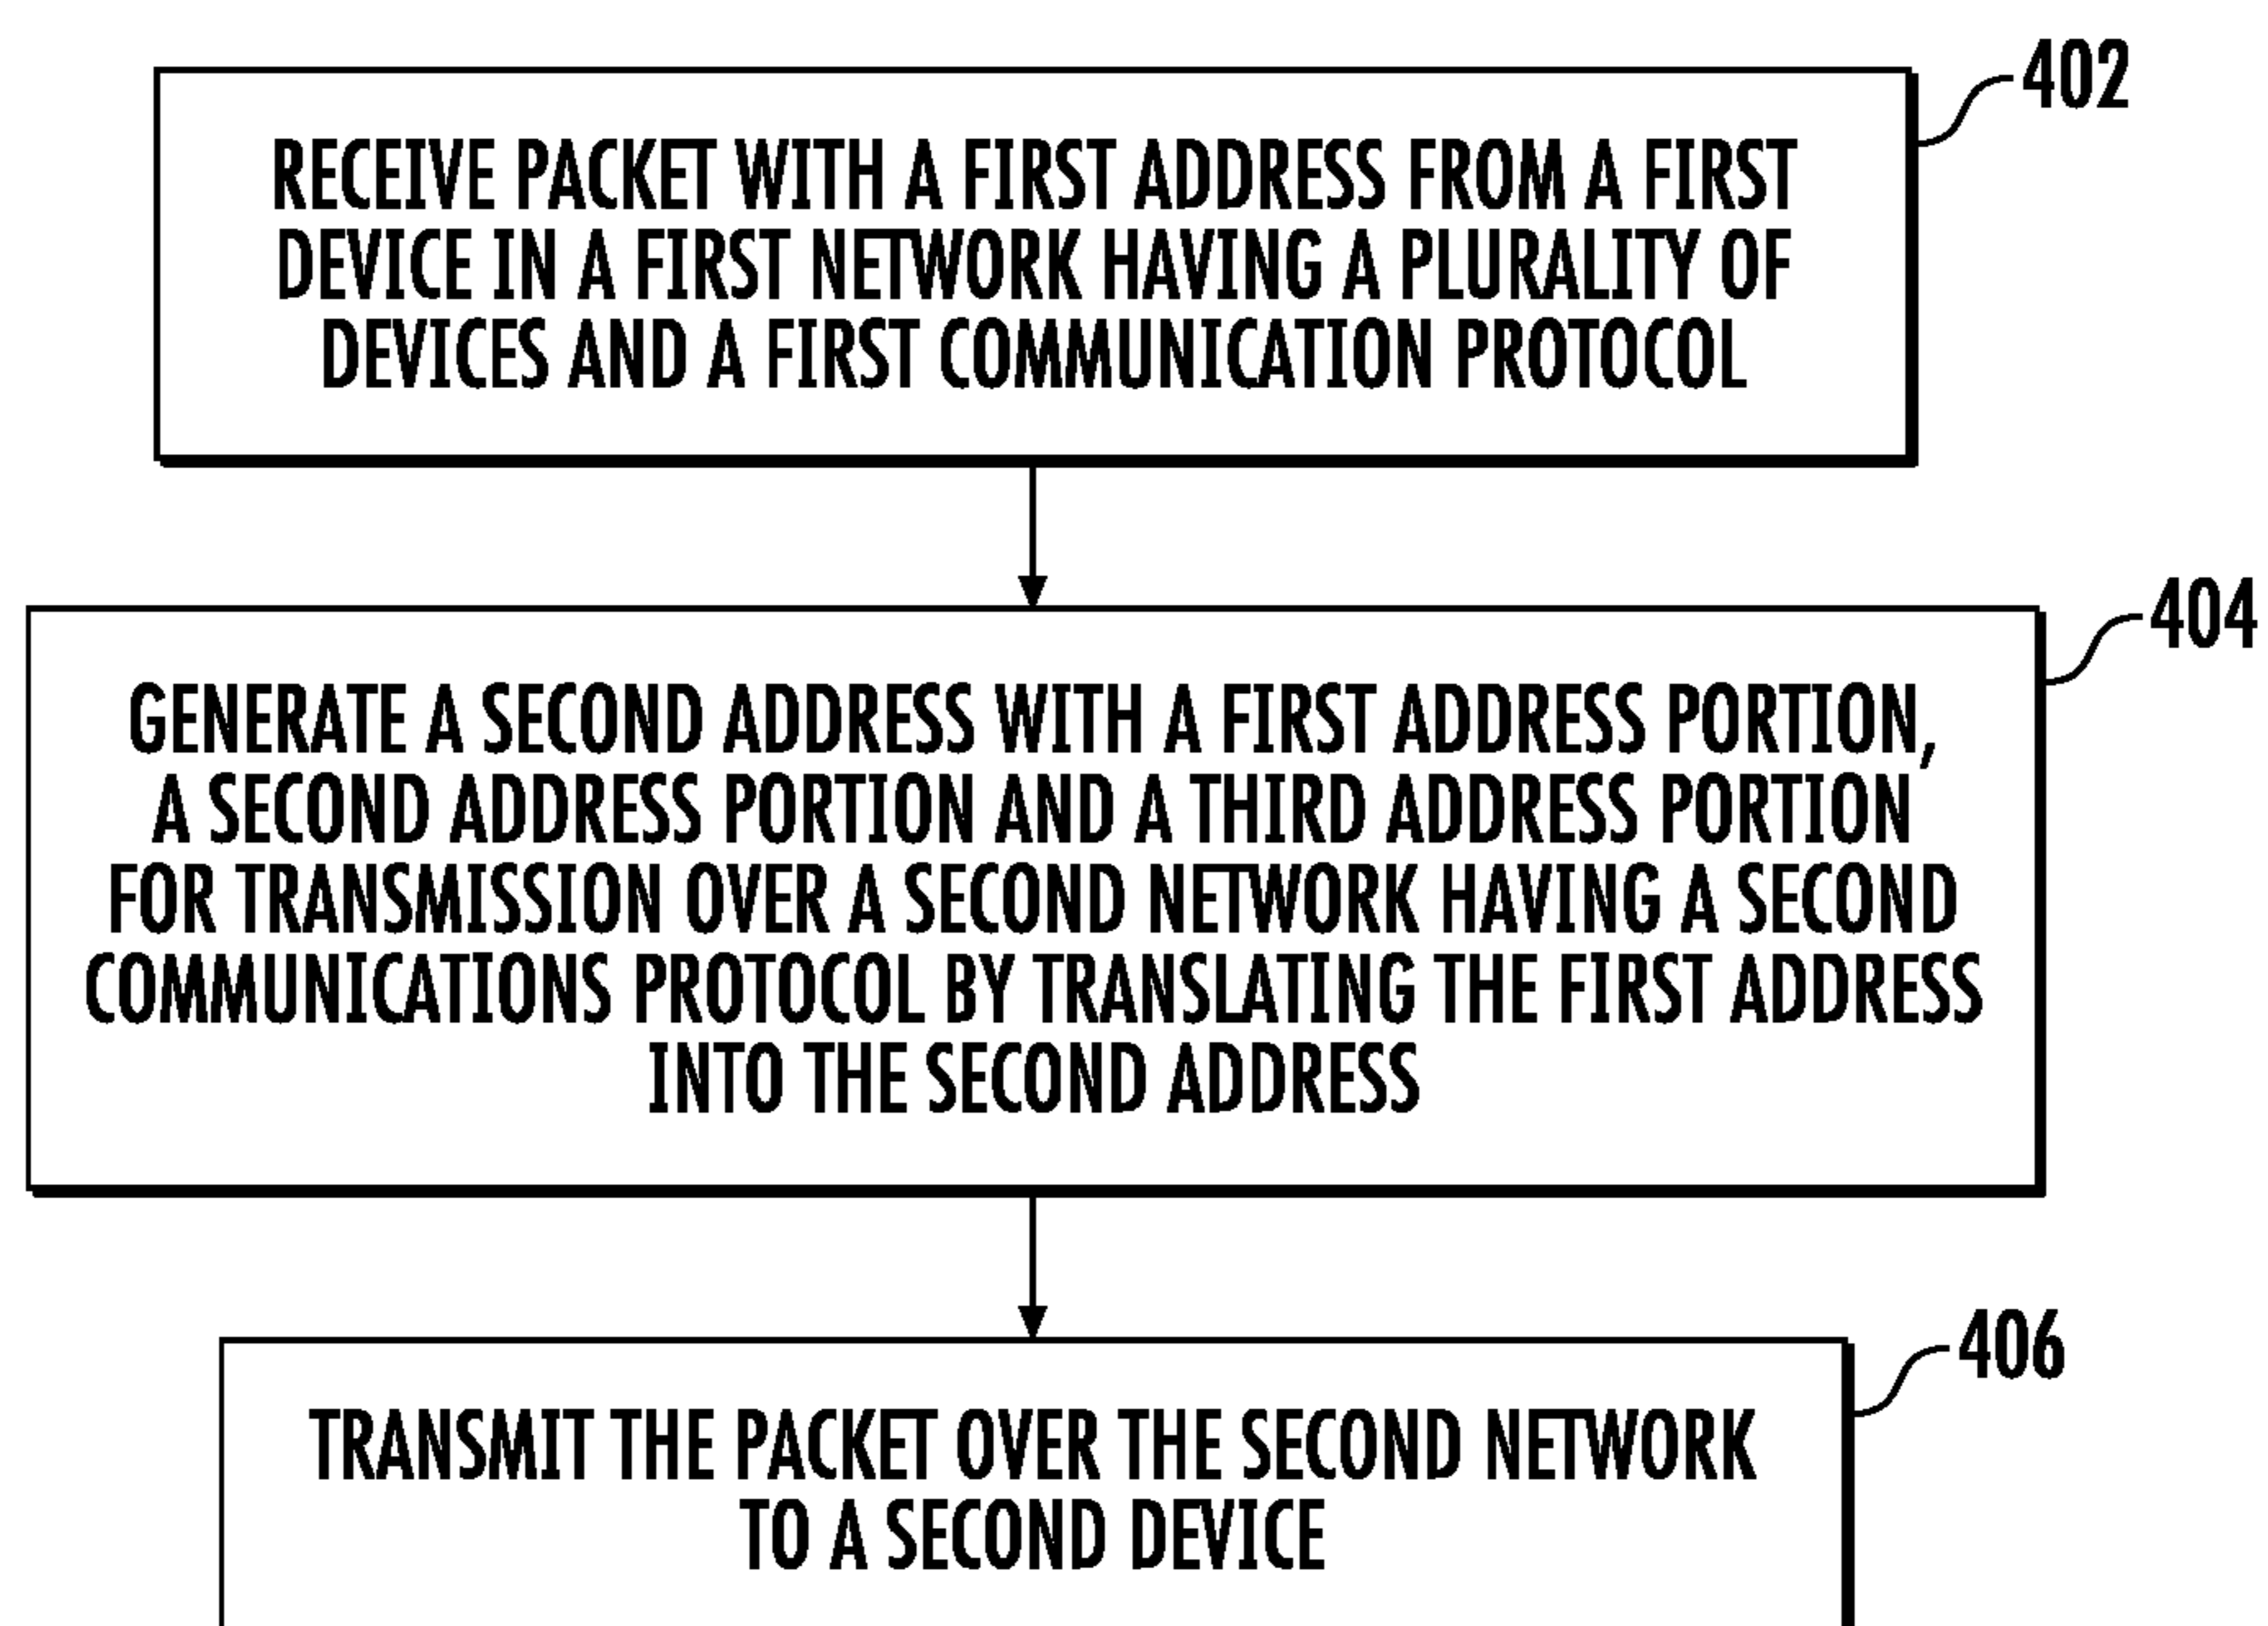 402
RECEIVE PACKET WITH A FIRST ADDRESS FROM A FIRST
DEVICE IN A FIRST NETWORK HAVING A PLURALITY OF
DEVICES AND A FIRST COMMUNICATION PROTOCOL
404
GENERATE A SECOND ADDRESS WITH A FIRST ADDRESS PORTION,
A SECOND ADDRESS PORTION AND A THIRD ADDRESS PORTION
FOR TRANSMISSION OVER A SECOND NETWORK HAVING A SECOND
COMMUNICATIONS PROTOCOL BY TRANSLATING THE FIRST ADDRESS
INTO THE SECOND ADDRESS
406
TRANSMIT THE PACKET OVER THE SECOND NETWORK
TO A SECOND DEVICE